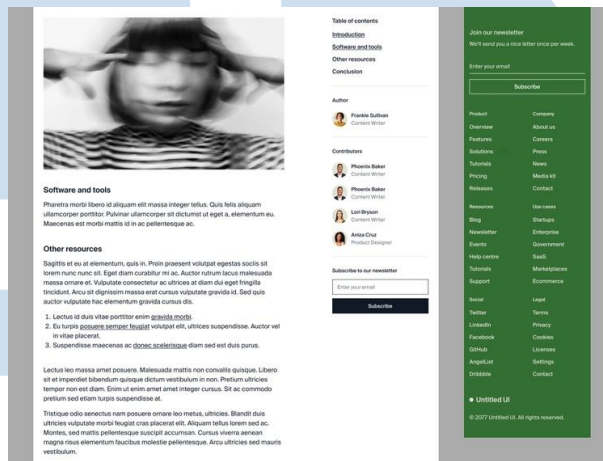 Software and tools
Pharetra morbi libero id aliquam elit massa integer tellus. Quis felis aliquam
ullamcorper porttitor. Pulvinar ullamcorper sit dictumst ut eget a, elementum eu.
Maecenas est morbi mattis id in ac pellentesque ac.
Other resources
Sagittis et eu at elementum, quis in. Proin praesent volutpat egestas sociis sit
lorem nunc nunc sit. Eget diam curabitur mi ac. Auctor rutrum lacus malesuada
massa ornare et. Vulputate consectetur ac ultrices at diam dui eget fringilla
tincidunt. Arcu sit dignissim massa erat cursus vulputate gravida id. Sed quis
auctor vulputate hac elementum gravida cursus dis.
1. Lectus id duis vitae porttitor enim gravida morbi.
2. Eu turpis posuere semper feugiat volutpat elit, ultrices suspendisse. Auctor vel
in vitae placerat.
3. Suspendisse maecenas ac donec scelerisque diam sed est duis purus.
Lectus leo massa amet posuere. Malesuada mattis non convallis quisque. Libero
sit et imperdiet bibendum quisque dictum vestibulum in non. Pretium ultricies
tempor non est diam. Enim ut enim amet amet integer cursus. Sit ac commodo
pretium sed etiam turpis suspendisse at.
Tristique odio senectus nam posuere ornare leo metus, ultricies. Blandit duis
ultricies vulputate morbi feugiat cras placerat elit. Aliquam tellus lorem sed ac.
Montes, sed mattis pellentesque suscipit accumsan. Cursus viverra aenean
magna risus elementum faucibus molestie pellentesque. Arcu ultricies sed mauris
vestibulum.
Table of contents
Introduction
Software and tools
Other resources
Conclusion
Author
Frankie Sullivan
Content Writer
Contributors
Phoenix Baker
Content Writer
Phoenix Baker
Content Writer
Lori Bryson
Content Writer
Aniza Cruz
Product Designer
Subscribe to our newsletter
Enter your email
Subscribe
Join our newsletter
We'll send you a nice letter once per week.
Enter your email
Subscribe
Product
Overview
Features
Solutions
Tutorials
Pricing
Releases
Company
About us
Careers
Press
News
Media kit
Contact
Resources
Blog
Newsletter
Events
Help centre
Tutorials
Support
Use cases
Startups
Enterprise
Government
SaaS
Marketplaces
Ecommerce
Social
Twitter
LinkedIn
Facebook
GitHub
AngelList
Dribbble
Legal
Terms
Privacy
Cookies
Licenses
Settings
Contact
Untitled UI
© 2077 Untitled UI. All rights reserved.